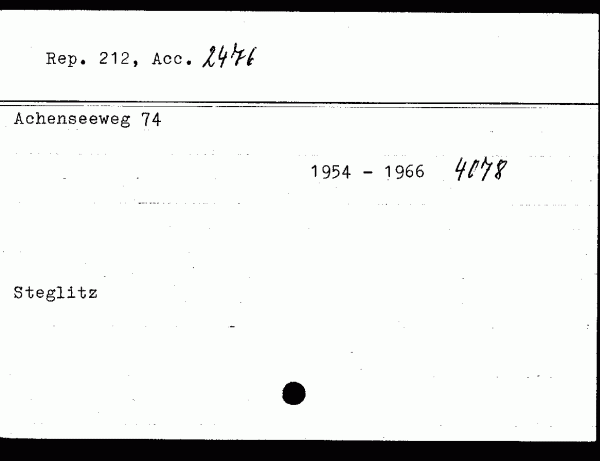 Rep. 212, Acc. 2476
Achenseeweg 74
1954 - 1966 4078
Steglitz